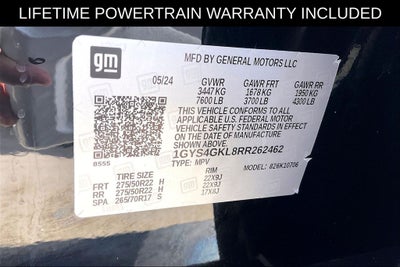 LIFETIME POWERTRAIN WARRANTY INCLUDED
gm
MFD BY GENERAL MOTORS LLC
05/24 GVWR GAWR FRT GAWR RR
3447 KG 1678 KG 1950 KG
7600 LB 3700 LB 4300 LB
THIS VEHICLE CONFORMS TO ALL
APPLICABLE U.S. FEDERAL MOTOR
VEHICLE SAFETY STANDARDS IN EFFECT
ON THE DATE OF MANUFACTURE
SHOWN ABOVE.
1GYS4GKL8RR262462
8555 TYPE: MPV MODEL: 826K10706
TIRE SIZE RIM
FRT 275/50R22 H 22X9J
RR 275/50R22 H 22X9J
SPA 265/70R17 S 17X8J